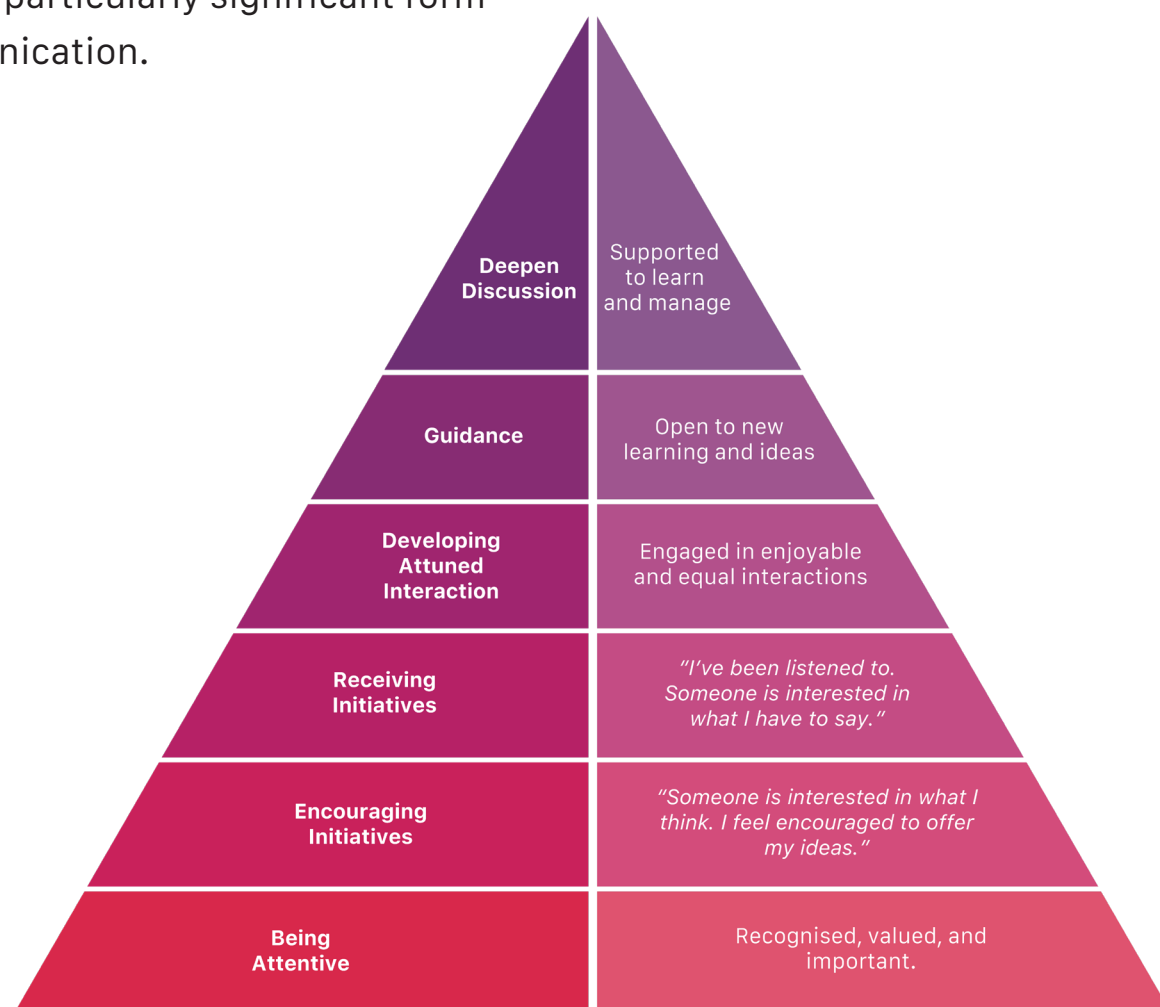 particularly significant form
nication.
Deepen
Discussion
Supported
to learn
and manage
Guidance
Open to new
learning and ideas
Developing
Attuned
Interaction
Engaged in enjoyable
and equal interactions
Receiving
Initiatives
"I've been listened to.
Someone is interested in
what I have to say."
Encouraging
Initiatives
"Someone is interested in what I
think. I feel encouraged to offer
my ideas."
Being
Attentive
Recognised, valued, and
important.